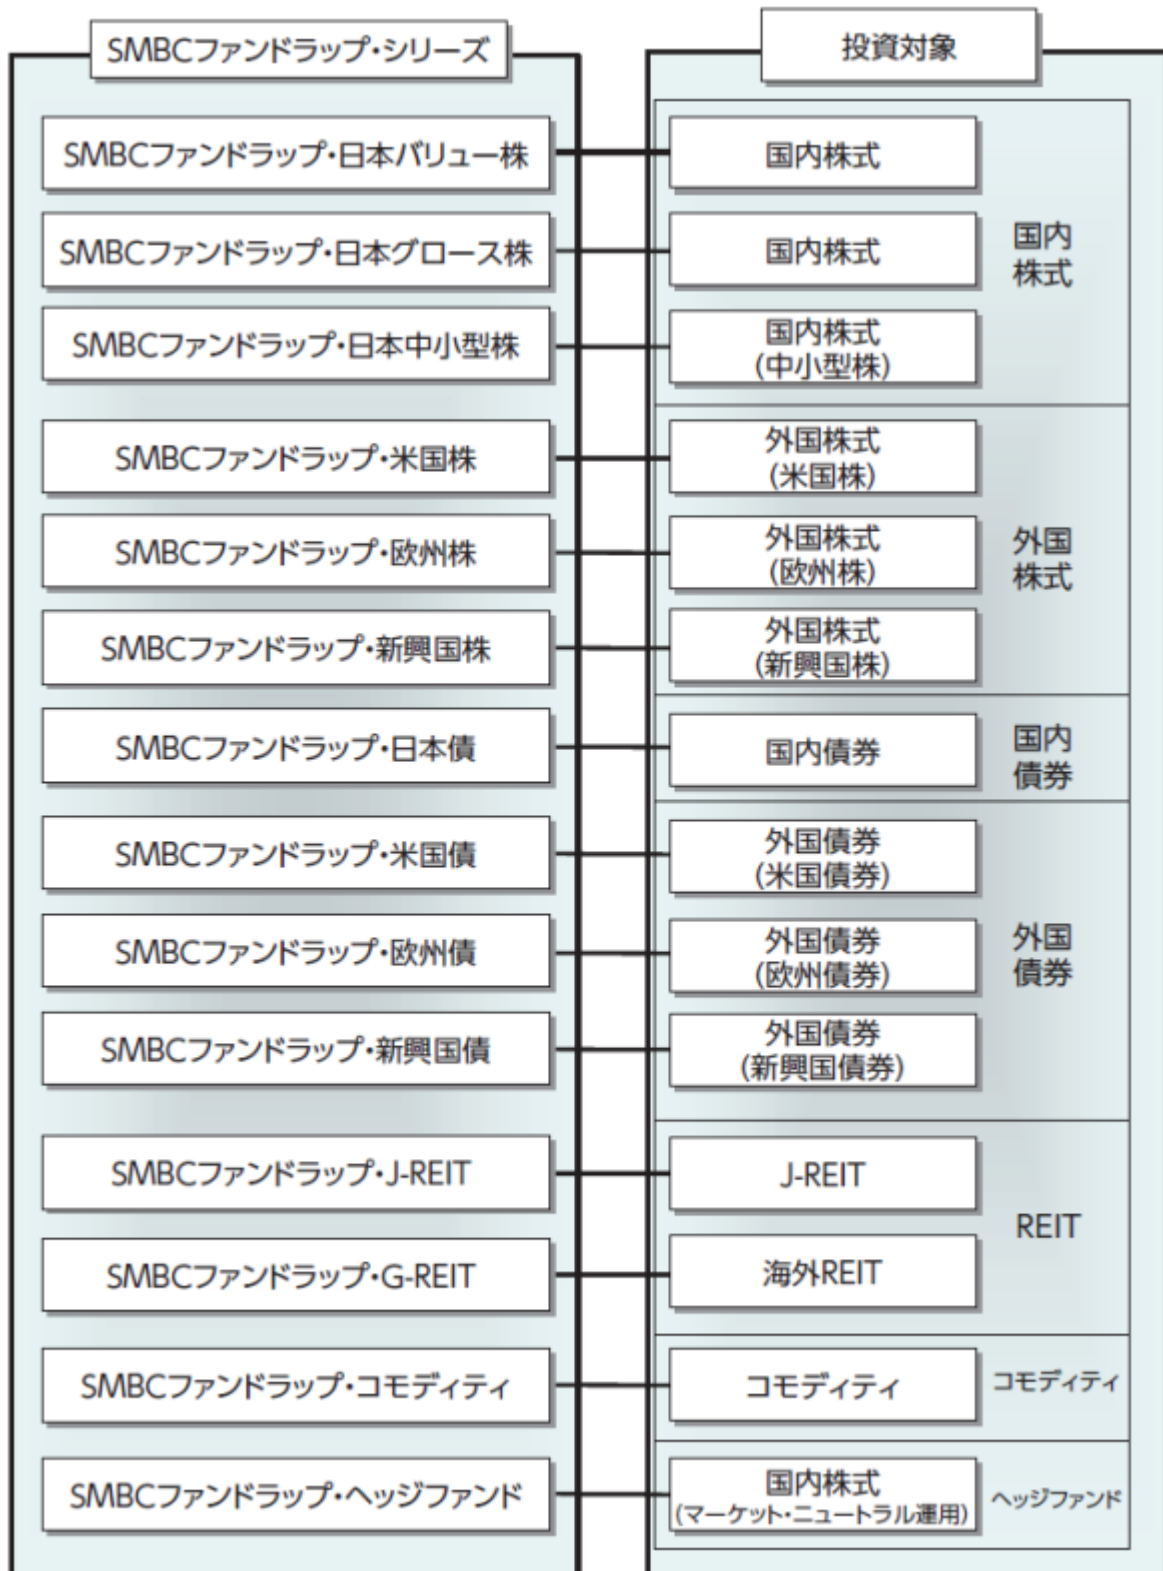 SMBCファンドラップ・シリーズ
投資対象
SMBCファンドラップ・日本バリュー株
国内株式
SMBCファンドラップ・日本グロース株
国内株式
国内
株式
SMBCファンドラップ・日本中小型株
国内株式
(中小型株)
SMBCファンドラップ・米国株
外国株式
(米国株)
SMBCファンドラップ・欧州株
外国株式
(欧州株)
外国
株式
SMBCファンドラップ・新興国株
外国株式
(新興国株)
SMBCファンドラップ・日本債
国内債券
国内
債券
SMBCファンドラップ・米国債
外国債券
(米国債券)
SMBCファンドラップ・欧州債
外国債券
(欧州債券)
外国
債券
SMBCファンドラップ・新興国債
外国債券
(新興国債券)
SMBCファンドラップ・J-REIT
J-REIT
REIT
SMBCファンドラップ・G-REIT
海外REIT
SMBCファンドラップ・コモディティ
コモディティ
コモディティ
SMBCファンドラップ・ヘッジファンド
国内株式
(マーケット・ニュートラル運用)
ヘッジファンド